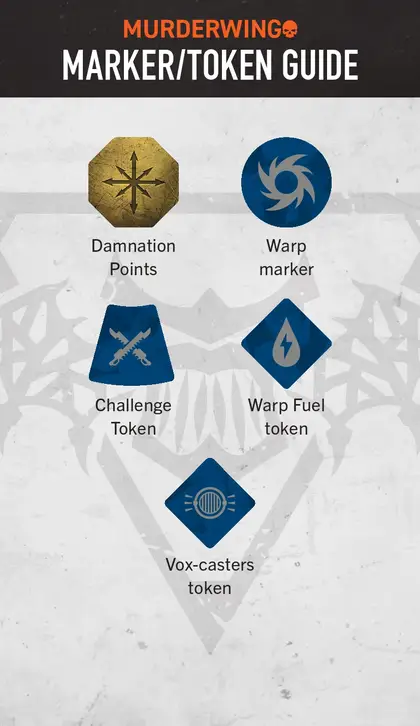 MURDERWING
MARKER/TOKEN GUIDE
Damnation
Points
Warp
marker
Challenge
Token
Warp Fuel
token
Vox-casters
token